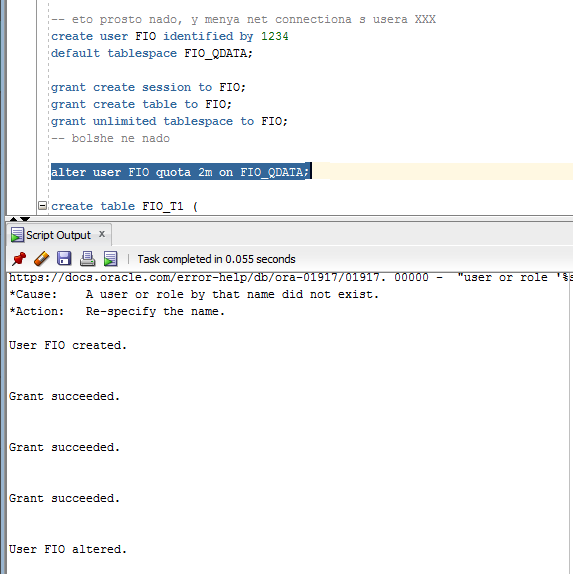 -- eto prosto nado, y menya net connectiona s usera XXX
create user FIO identified by 1234
default tablespace FIO_QDATA;
grant create session to FIO;
grant create table to FIO;
grant unlimited tablespace to FIO;
-- bolshe ne nado
alter user FIO quota 2m on FIO_QDATA;
create table FIO_T1 (
Script Output x
Task completed in 0.055 seconds
https://docs.oracle.com/error-help/db/ora-01917/01917. 00000 - "user or role '%s
*Cause: A user or role by that name did not exist.
*Action: Re-specify the name.
User FIO created.
Grant succeeded.
Grant succeeded.
Grant succeeded.
User FIO altered.